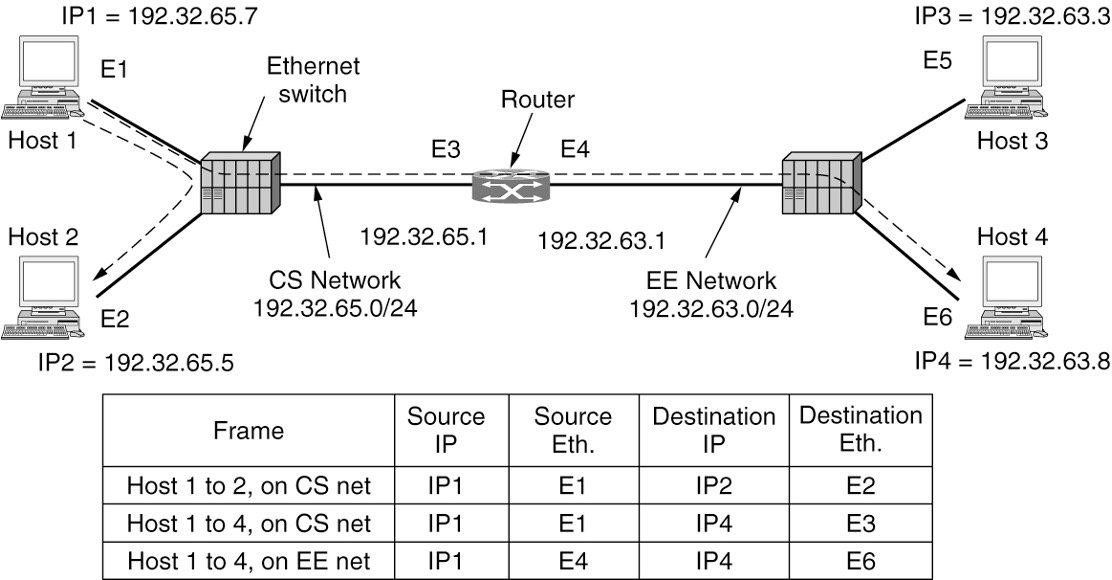 IP1 = 192.32.65.7
IP3 = 192.32.63.3
E1
Ethernet
switch
E5
Router
Host 1
E3
E4
Host 3
Host 2
192.32.65.1
192.32.63.1
Host 4
CS Network
192.32.65.0/24
EE Network
192.32.63.0/24
E2
E6
IP2 = 192.32.65.5
IP4 = 192.32.63.8
Frame
Source
IP
Source
Eth.
Destination
IP
Destination
Eth.
Host 1 to 2, on CS net IP1 E1 IP2 E2
Host 1 to 4, on CS net IP1 E1 IP4 E3
Host 1 to 4, on EE net IP1 E4 IP4 E6